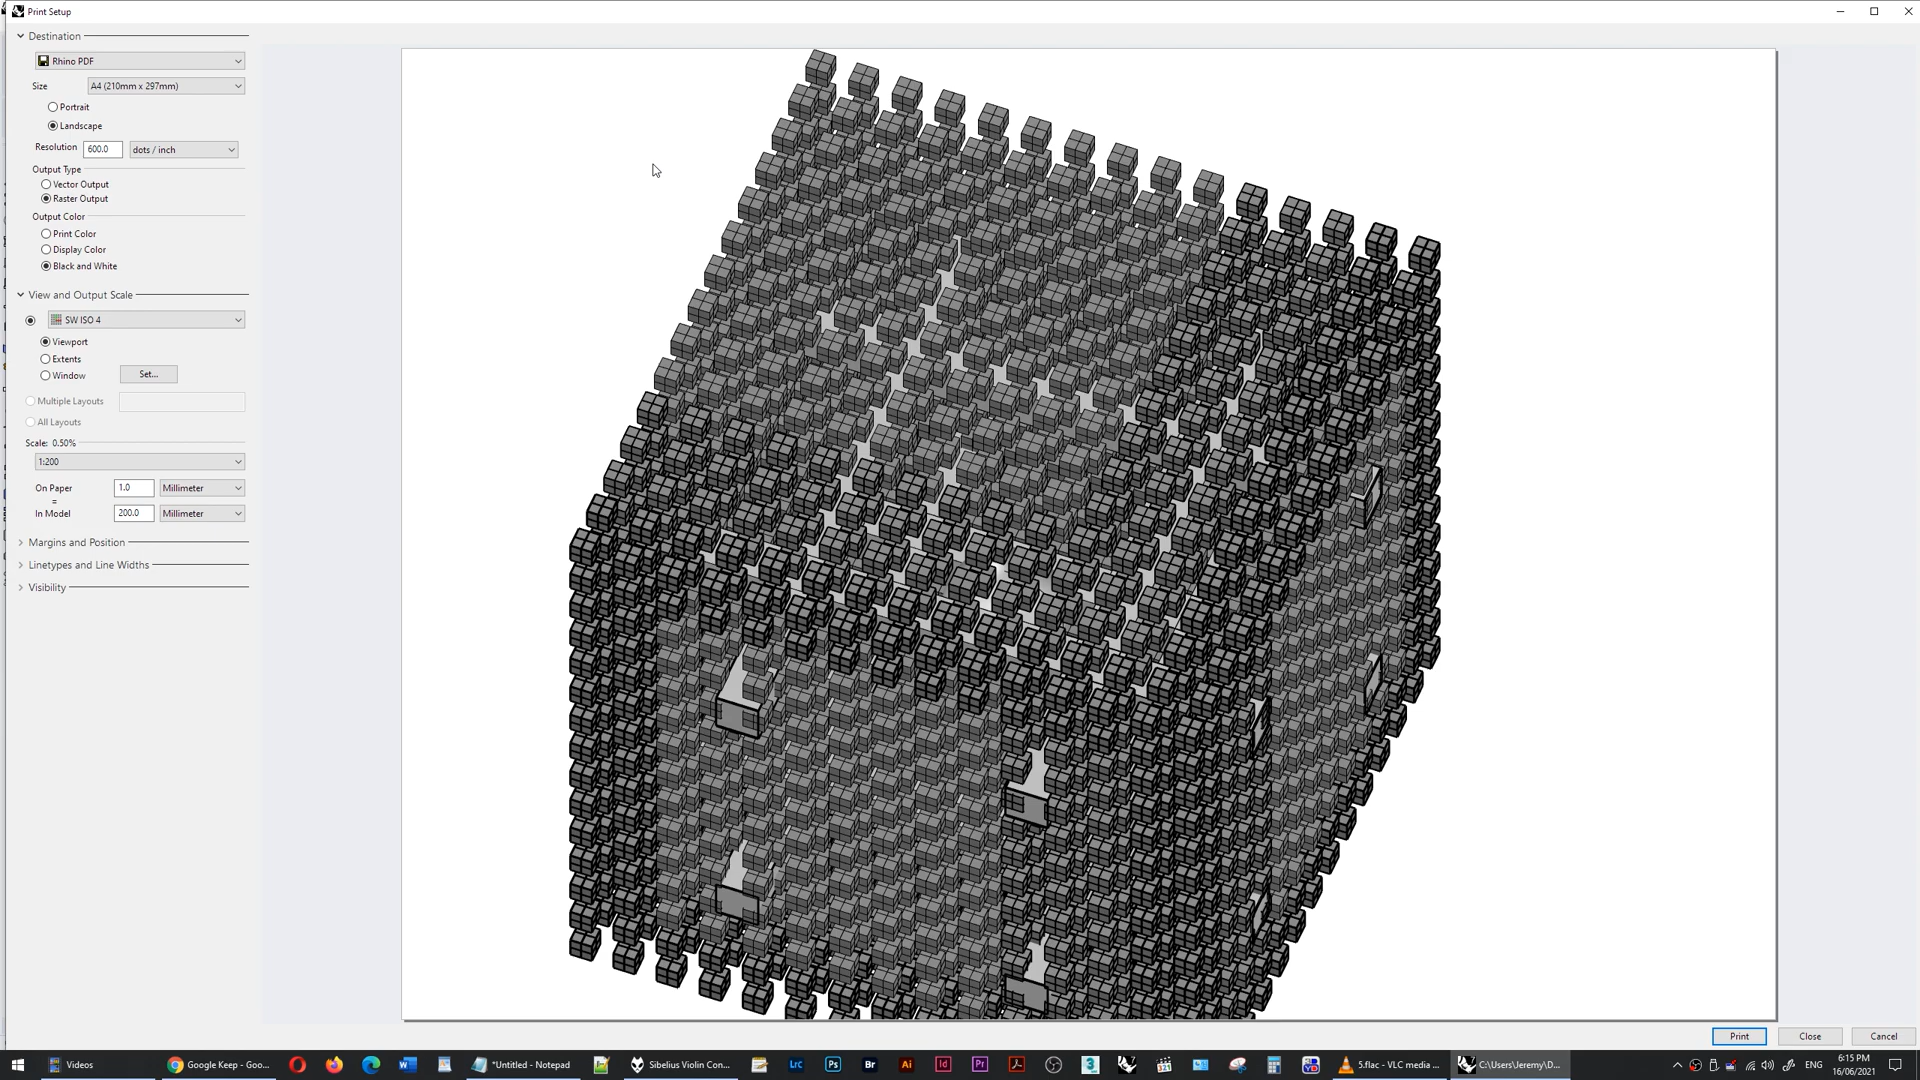 Print Setup
Destination
Rhino PDF
Size
A4 (210mm x 297mm)
Portrait
Landscape
Resolution
600.0
dots / inch
Output Type
Vector Output
Raster Output
Output Color
Print Color
Display Color
Black and White
View and Output Scale
SW ISO 4
Viewport
Extents
Window
Set...
Multiple Layouts
All Layouts
Scale: 0.50%
1:200
On Paper
1.0
Millimeter
=
In Model
200.0
Millimeter
Margins and Position
Linetypes and Line Widths
Visibility
Print
Close
Cancel
Videos
Google Keep - Goo...
*Untitled - Notepad
Sibelius Violin Con...
Lrc
Ps
Br
Ai
Id
Pr
3
321
5.flac - VLC media ...
C:\Users\Jeremy\D...
ENG
6:15 PM
16/06/2021